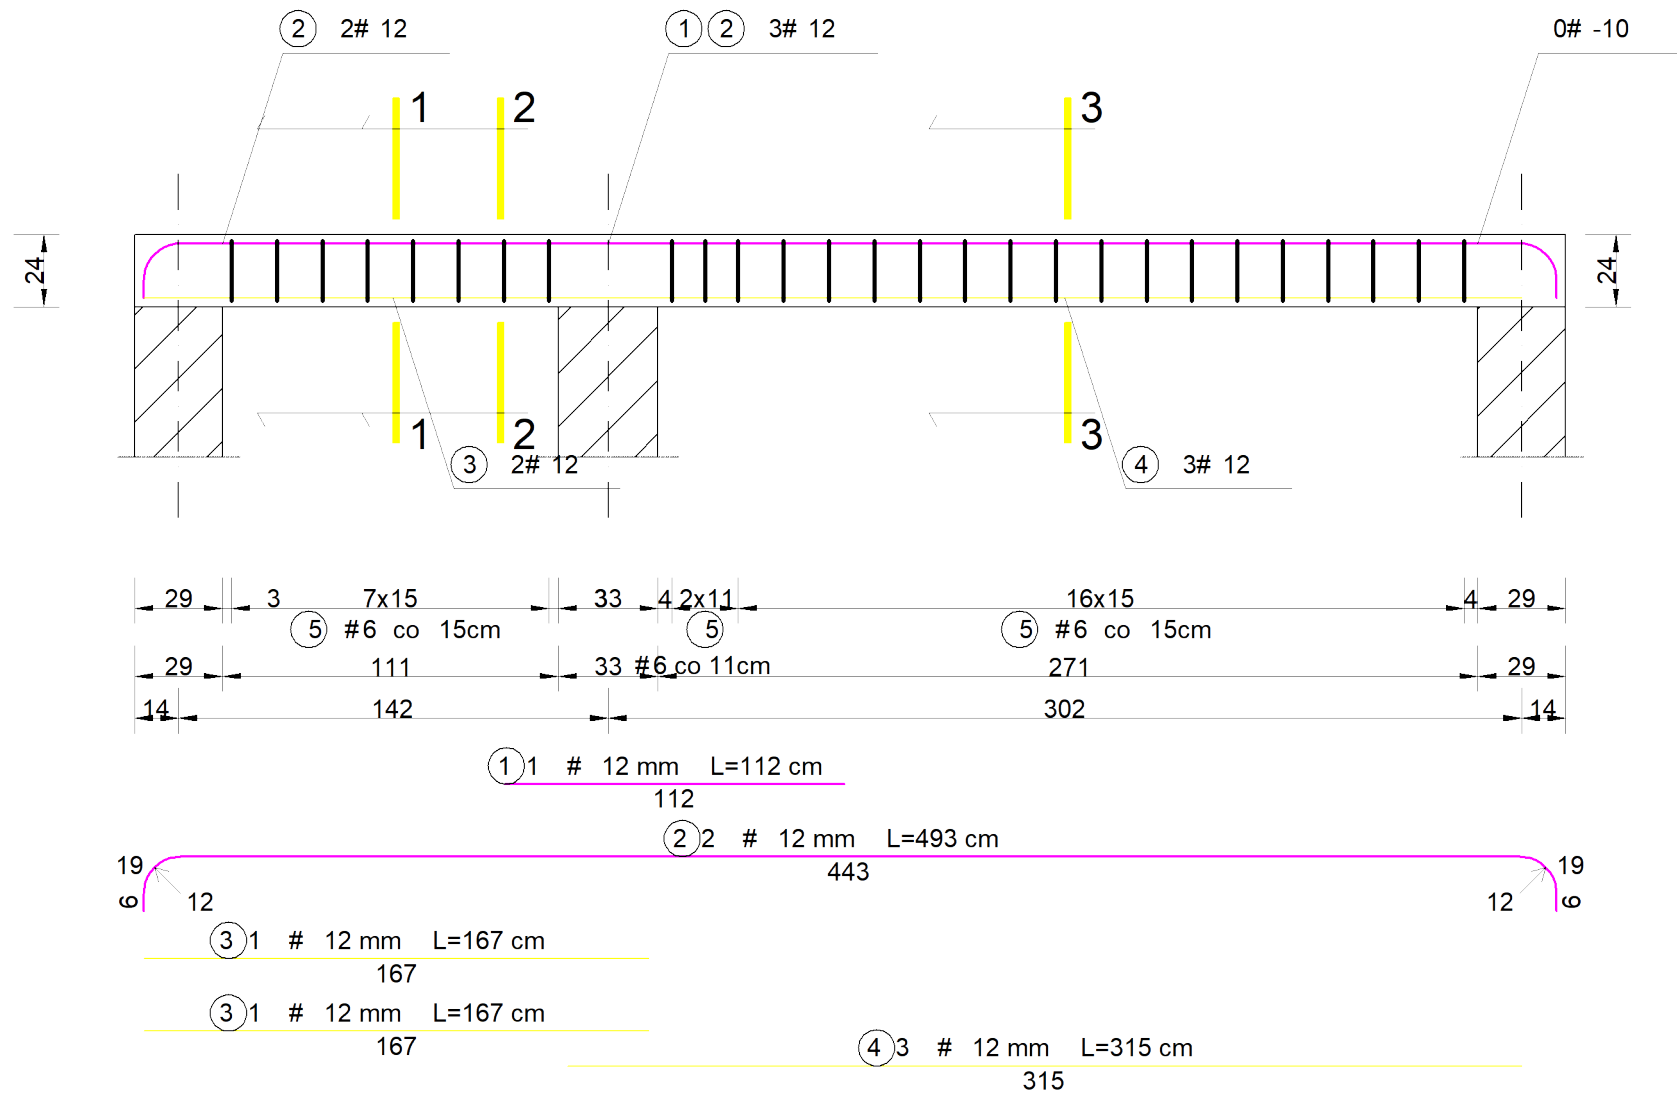 2 2# 12
1 2 3# 12
0# -10
1 2 3
24 24
1 2 3
3 2# 12
4 3# 12
29 3 7x15 33 4 2x11 16x15 4 29
5 #6 co 15cm 5 5 #6 co 15cm
29 111 33 #6 co 11cm 271 29
14 142 302 14
1 1 # 12 mm L=112 cm
112
2 2 # 12 mm L=493 cm
19 443 19
6 12 12 6
3 1 # 12 mm L=167 cm
167
3 1 # 12 mm L=167 cm
167
4 3 # 12 mm L=315 cm
315